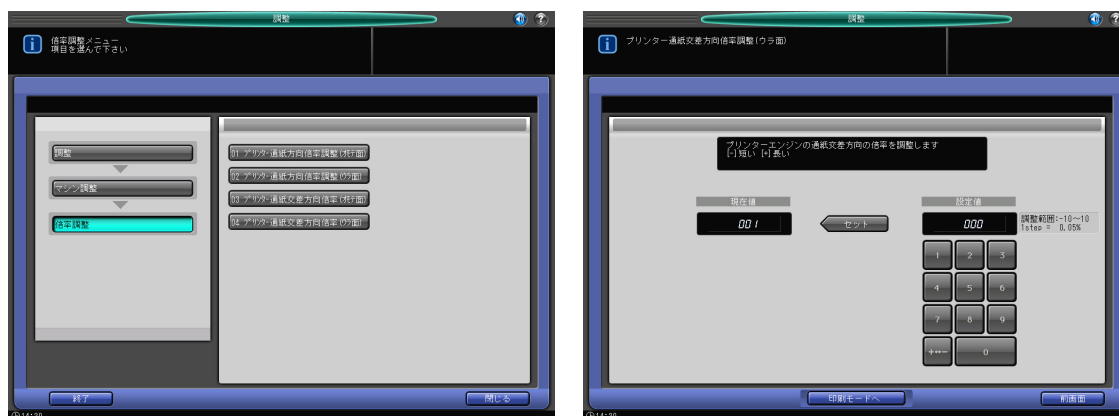 調整
倍率調整メニュー
項目を選んで下さい
調整
マシン調整
倍率調整
01 プリンター通紙方向倍率調整(オモテ面)
02 プリンター通紙方向倍率調整(ウラ面)
03 プリンター通紙交差方向倍率(オモテ面)
04 プリンター通紙交差方向倍率(ウラ面)
終了
閉じる
14:20
調整
プリンター通紙交差方向倍率調整(ウラ面)
プリンターエンジンの通紙交差方向の倍率を調整します
[-]短い [+]長い
現在値
設定値
001
セット
000
調整範囲:-10～10
1step = 0.05%
1 2 3
4 5 6
7 8 9
+↔- 0
印刷モードへ
前画面
14:20